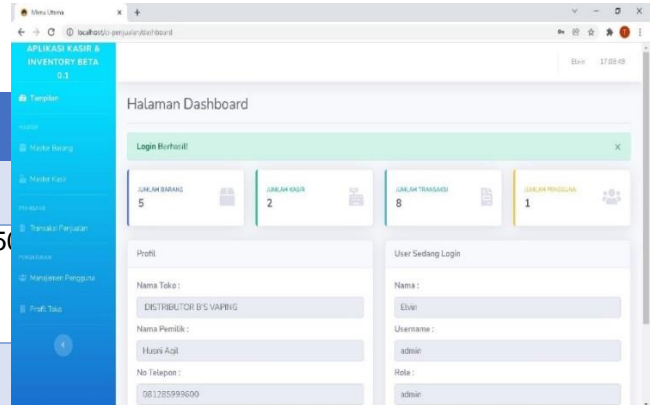 Menu Utama
localhost/ci-penjualan/dashboard
APLIKASI KASIR &
INVENTORY BETA
0.1
Elvin 17:08:49
Tampilan
Halaman Dashboard
Master Barang
Login Berhasil!
Master Kasir
JUMLAH BARANG
5
JUMLAH KASIR
2
JUMLAH TRANSAKSI
8
JUMLAH PENGGUNA
1
Transaksi Penjualan
Manajemen Pengguna
Profil Toko
Profil
Nama Toko :
DISTRIBUTOR B'S VAPING
Nama Pemilik :
Husni Aqil
No Telepon :
081285999600
User Sedang Login
Nama :
Elvin
Username :
admin
Role :
admin